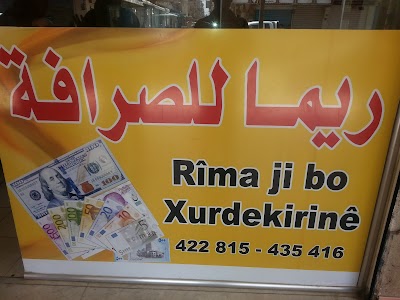 ريما للصرافة
Rîma ji bo
Xurdekirinê
422 815 - 435 416